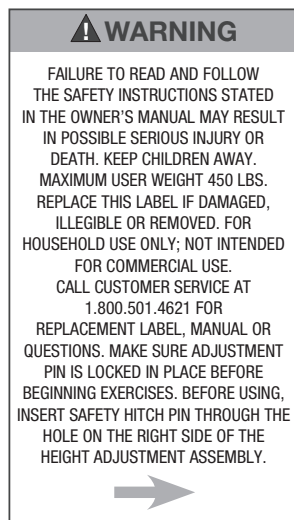 WARNING
FAILURE TO READ AND FOLLOW
THE SAFETY INSTRUCTIONS STATED
IN THE OWNER'S MANUAL MAY RESULT
IN POSSIBLE SERIOUS INJURY OR
DEATH. KEEP CHILDREN AWAY.
MAXIMUM USER WEIGHT 450 LBS.
REPLACE THIS LABEL IF DAMAGED,
ILLEGIBLE OR REMOVED. FOR
HOUSEHOLD USE ONLY; NOT INTENDED
FOR COMMERCIAL USE.
CALL CUSTOMER SERVICE AT
1.800.501.4621 FOR
REPLACEMENT LABEL, MANUAL OR
QUESTIONS. MAKE SURE ADJUSTMENT
PIN IS LOCKED IN PLACE BEFORE
BEGINNING EXERCISES. BEFORE USING,
INSERT SAFETY HITCH PIN THROUGH THE
HOLE ON THE RIGHT SIDE OF THE
HEIGHT ADJUSTMENT ASSEMBLY.